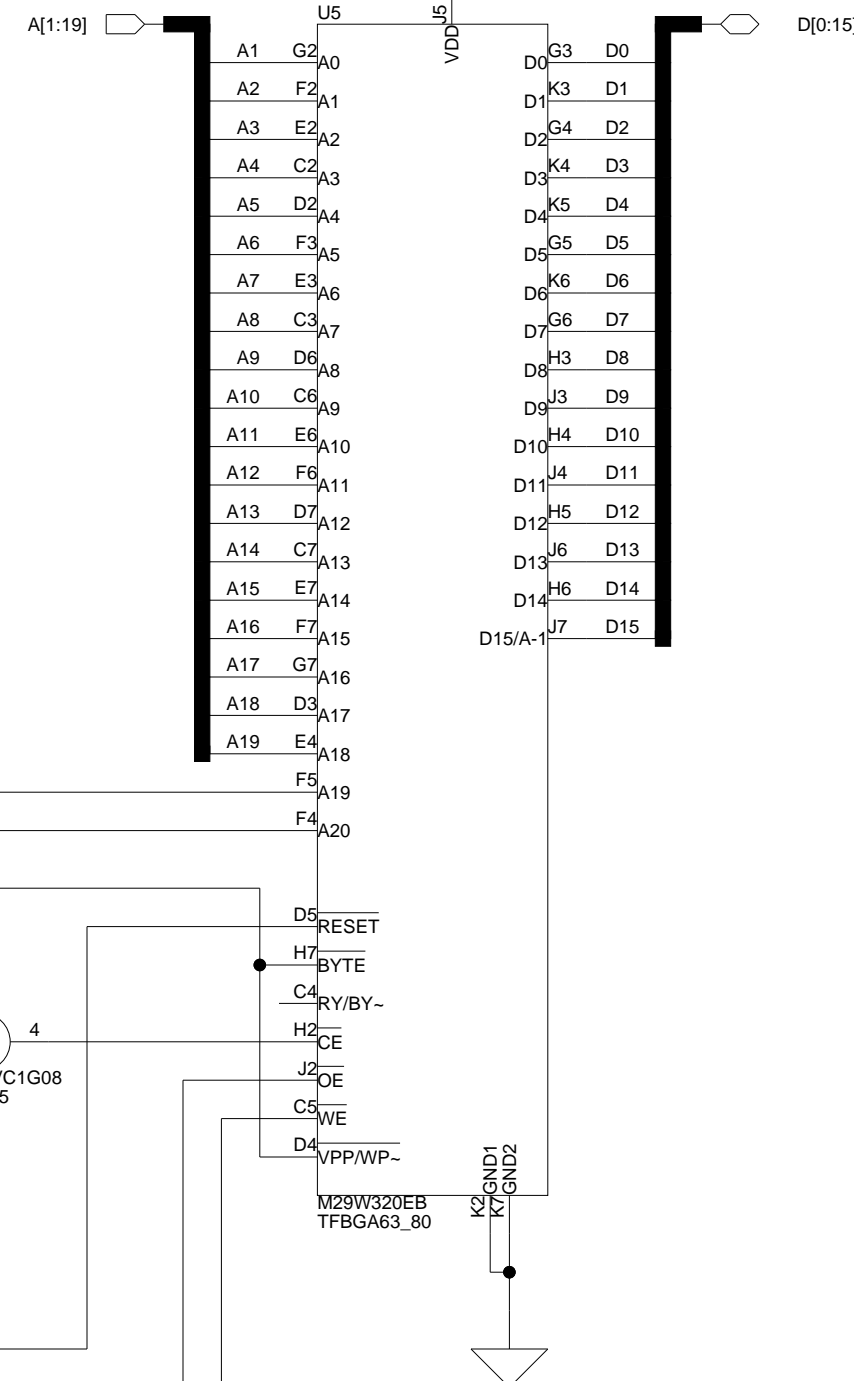 A[1:19]
U5
J5
VDD
D[0:15]
A1 G2 A0
D0 G3 D0
A2 F2 A1
D1 K3 D1
A3 E2 A2
D2 G4 D2
A4 C2 A3
D3 K4 D3
A5 D2 A4
D4 K5 D4
A6 F3 A5
D5 G5 D5
A7 E3 A6
D6 K6 D6
A8 C3 A7
D7 G6 D7
A9 D6 A8
D8 H3 D8
A10 C6 A9
D9 J3 D9
A11 E6 A10
D10 H4 D10
A12 F6 A11
D11 J4 D11
A13 D7 A12
D12 H5 D12
A14 C7 A13
D13 J6 D13
A15 E7 A14
D14 H6 D14
A16 F7 A15
D15/A-1 J7 D15
A17 G7 A16
A18 D3 A17
A19 E4 A18
F5 A19
F4 A20
D5 RESET
H7 BYTE
C4 RY/BY~
4
H2 CE
C1G08
5
J2 OE
C5 WE
D4 VPP/WP~
GND1
GND2
K2
K7
M29W320EB
TFBGA63_80